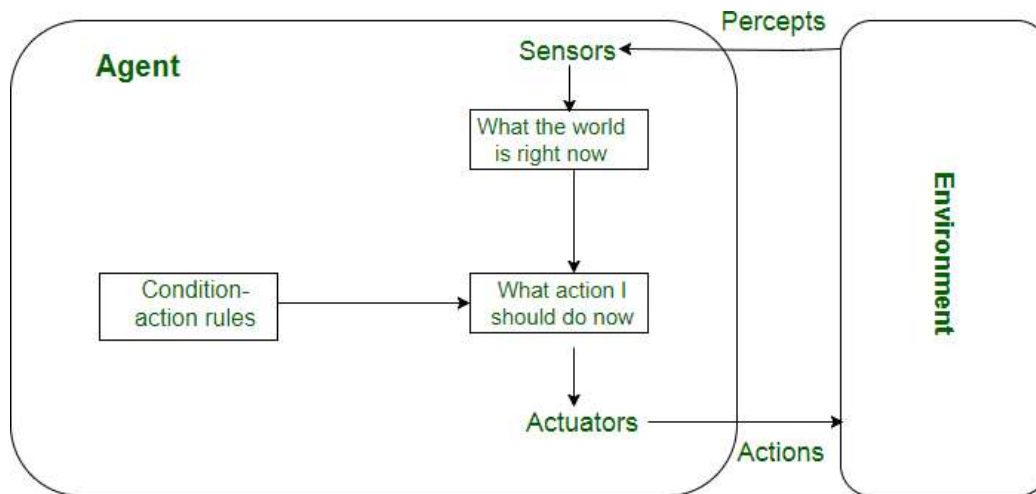 Percepts
Sensors
Agent
What the world
is right now
Environment
Condition-
action rules
What action I
should do now
Actuators
Actions